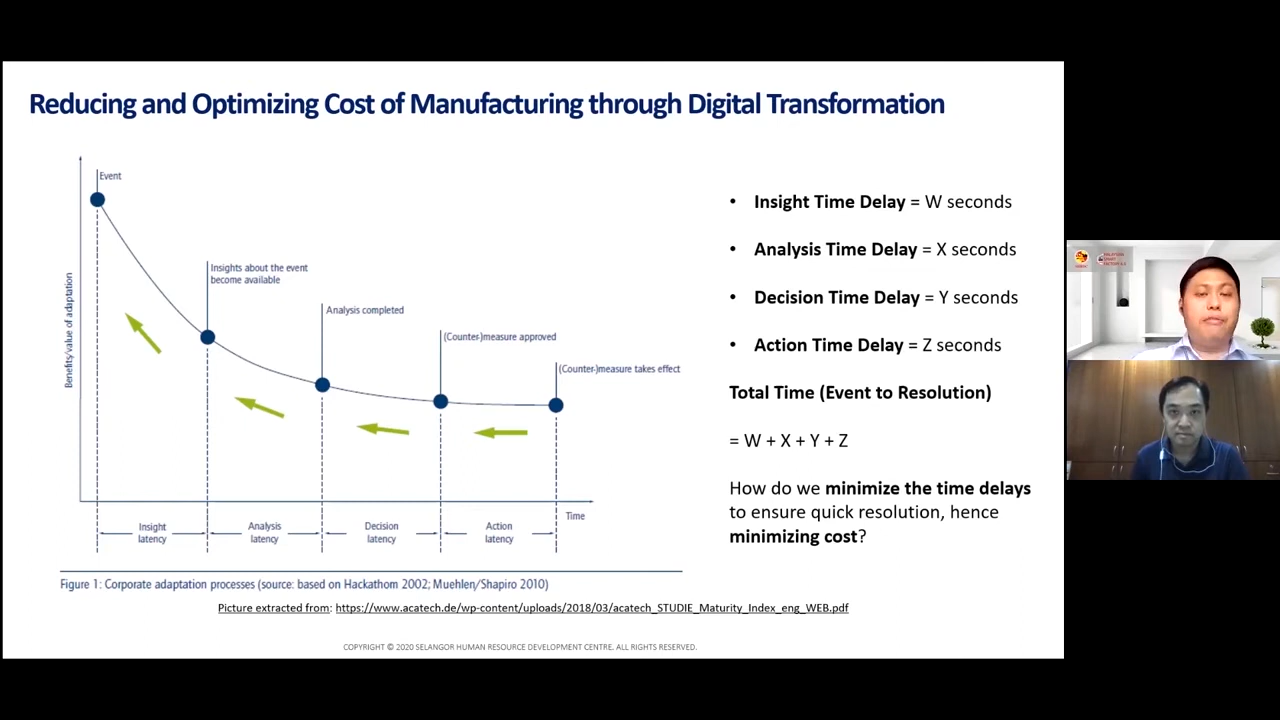 Reducing and Optimizing Cost of Manufacturing through Digital Transformation
Event
Insights about the event
become available
Analysis completed
(Counter-)measure approved
(Counter-)measure takes effect
Benefits/value of adaptation
Time
Insight
latency
Analysis
latency
Decision
latency
Action
latency
Figure 1: Corporate adaptation processes (source: based on Hackathorn 2002; Muehlen/Shapiro 2010)
Picture extracted from: https://www.acatech.de/wp-content/uploads/2018/03/acatech_STUDIE_Maturity_Index_eng_WEB.pdf
• Insight Time Delay = W seconds
• Analysis Time Delay = X seconds
• Decision Time Delay = Y seconds
• Action Time Delay = Z seconds
Total Time (Event to Resolution)
= W + X + Y + Z
How do we minimize the time delays
to ensure quick resolution, hence
minimizing cost?
COPYRIGHT © 2020 SELANGOR HUMAN RESOURCE DEVELOPMENT CENTRE. ALL RIGHTS RESERVED.